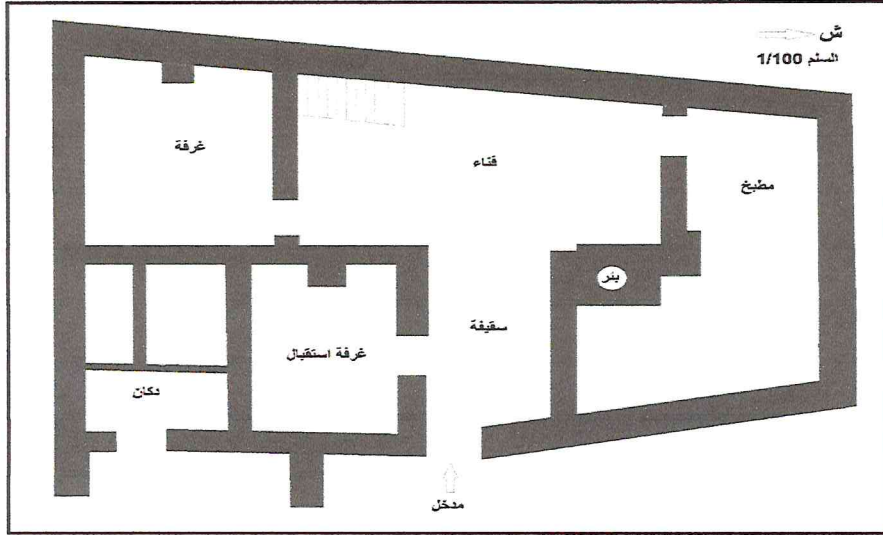 ش
السلم 1/100
غرفة
فناء
مطبخ
بئر
سقيفة
غرفة استقبال
دكان
مدخل